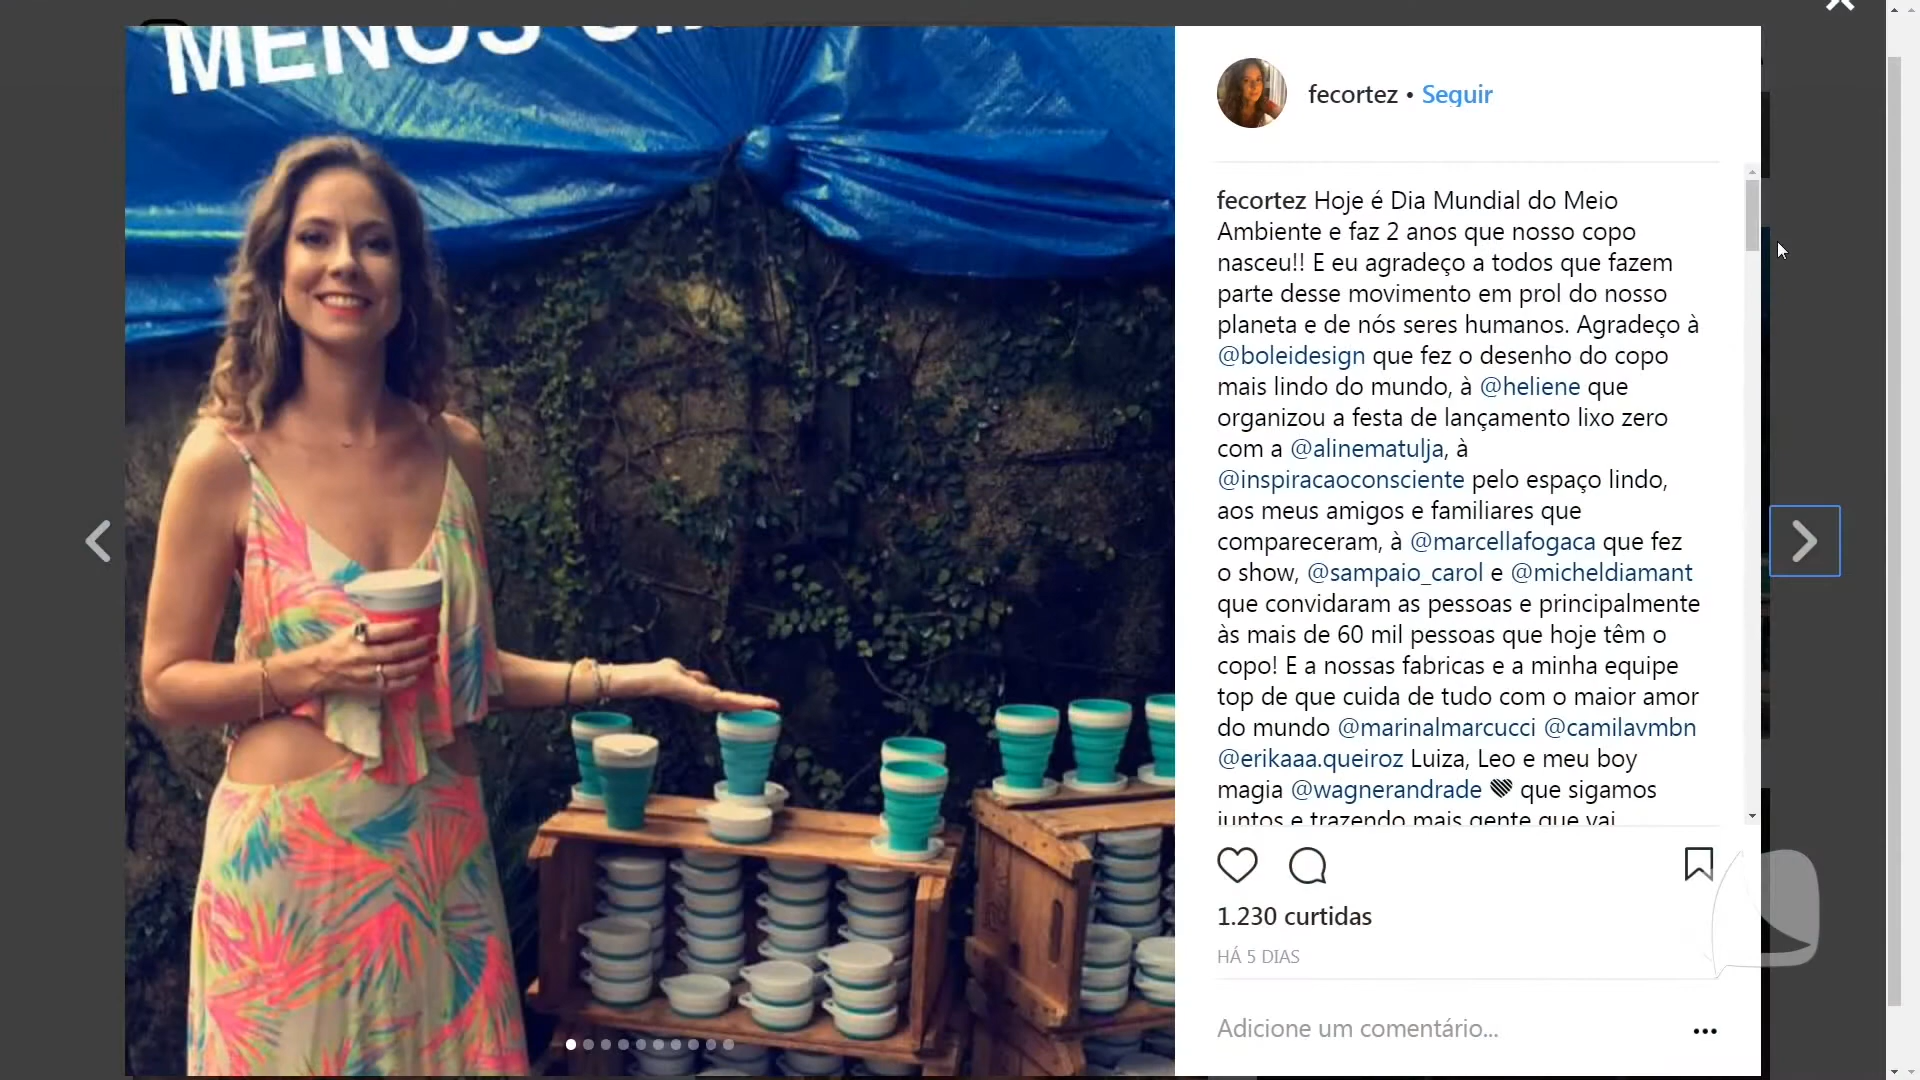 MENOS
fecortez • Seguir
fecortez Hoje é Dia Mundial do Meio
Ambiente e faz 2 anos que nosso copo
nasceu!! E eu agradeço a todos que fazem
parte desse movimento em prol do nosso
planeta e de nós seres humanos. Agradeço à
@boleidesign que fez o desenho do copo
mais lindo do mundo, à @heliene que
organizou a festa de lançamento lixo zero
com a @alinematulja, à
@inspiracaoconsciente pelo espaço lindo,
aos meus amigos e familiares que
compareceram, à @marcellafogaca que fez
o show, @sampaio_carol e @micheldiamant
que convidaram as pessoas e principalmente
às mais de 60 mil pessoas que hoje têm o
copo! E a nossas fabricas e a minha equipe
top de que cuida de tudo com o maior amor
do mundo @marinalmarcucci @camilavmbn
@erikaaa.queiroz Luiza, Leo e meu boy
magia @wagnerandrade 🖤 que sigamos
juntos e trazendo mais gente que vai
1.230 curtidas
HÁ 5 DIAS
Adicione um comentário...